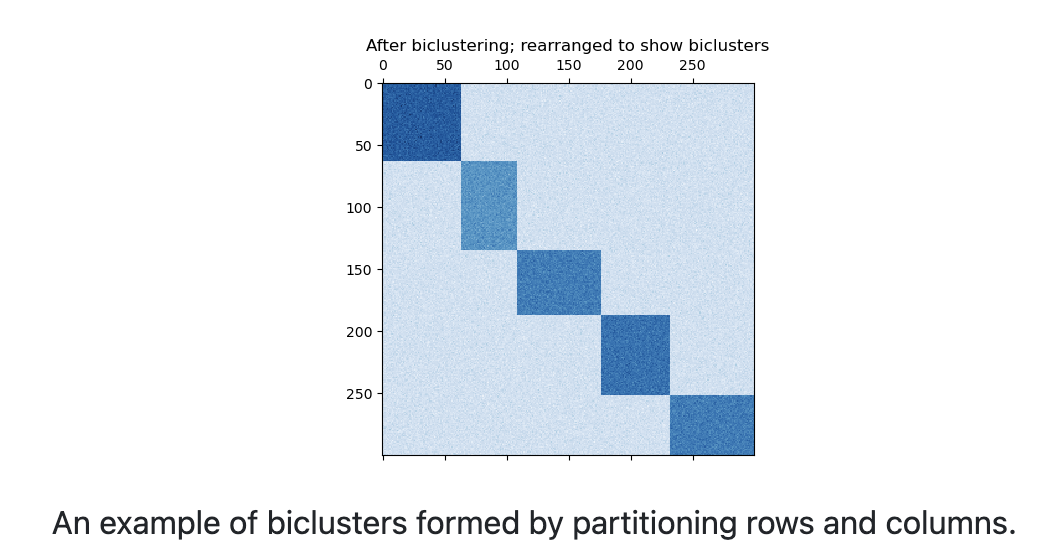 After biclustering; rearranged to show biclusters
0 50 100 150 200 250
0
50
100
150
200
250
An example of biclusters formed by partitioning rows and columns.